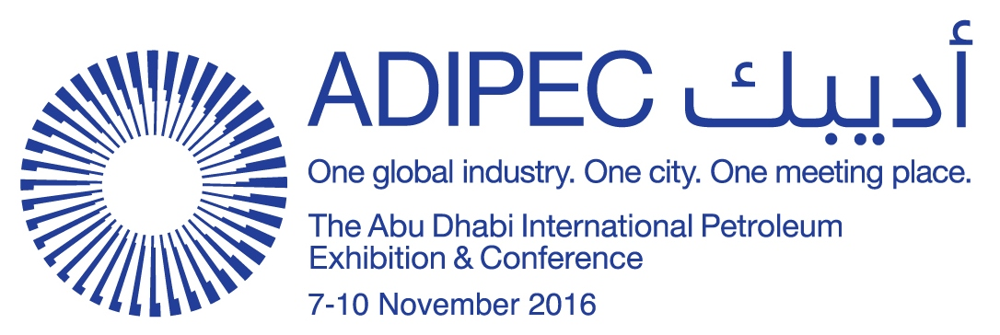 ADIPEC أديبك
One global industry. One city. One meeting place.
The Abu Dhabi International Petroleum
Exhibition & Conference
7-10 November 2016